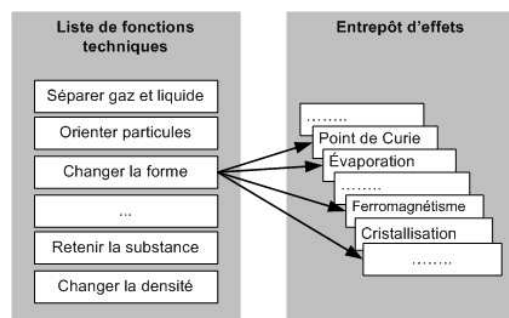 Liste de fonctions
techniques
Séparer gaz et liquide
Orienter particules
Changer la forme
...
Retenir la substance
Changer la densité
Entrepôt d'effets
........
Point de Curie
Évaporation
........
Ferromagnétisme
Cristallisation
........